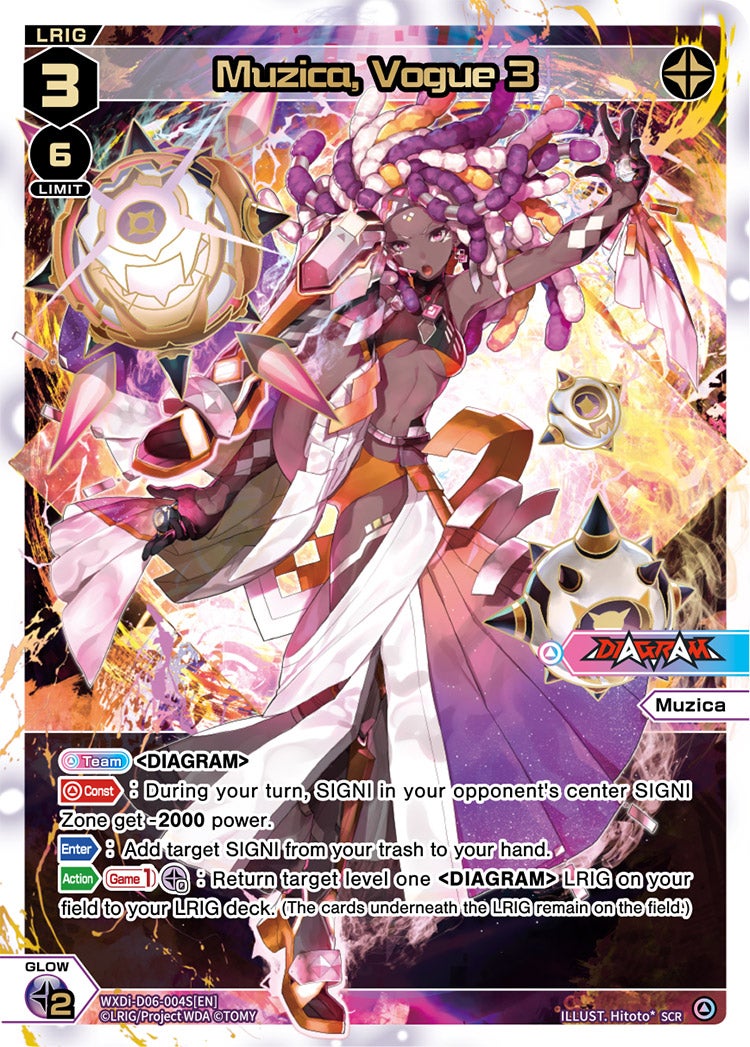 LRIG
3
Muzica, Vogue 3
6
LIMIT
DIAGRAM
Muzica
Team <DIAGRAM>
Const : During your turn, SIGNI in your opponent's center SIGNI
Zone get -2000 power.
Enter : Add target SIGNI from your trash to your hand.
Action Game 1 0 : Return target level one <DIAGRAM> LRIG on your
field to your LRIG deck. (The cards underneath the LRIG remain on the field.)
GLOW
2
WXDi-D06-004S[EN]
©LRIG/ProjectWDA ©TOMY
ILLUST. Hitoto* SCR